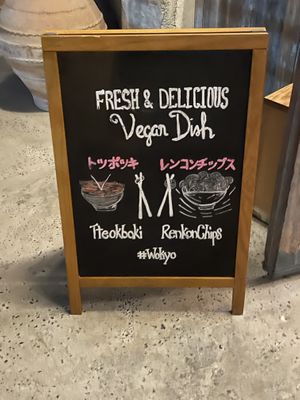 FRESH & DELICIOUS
Vegan Dish
トッポッキ レンコンチップス
Tteokboki RenkonChips
#Wokyo